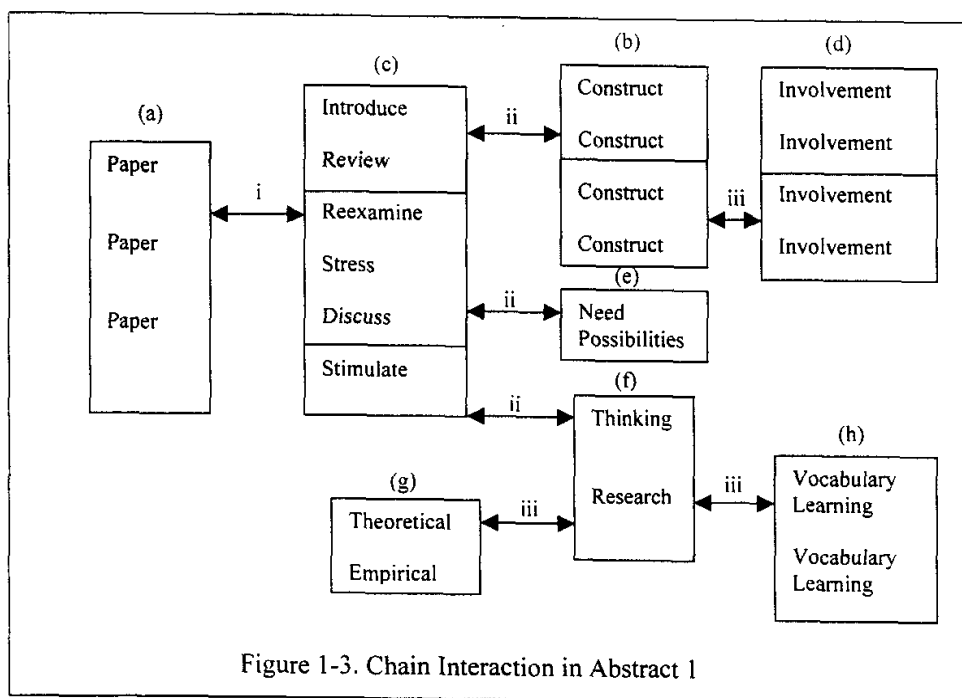 (a)
Paper
Paper
Paper
i
(c)
Introduce
Review
Reexamine
Stress
Discuss
Stimulate
ii
(b)
Construct
Construct
Construct
Construct
iii
(d)
Involvement
Involvement
Involvement
Involvement
ii
(e)
Need
Possibilities
ii
(f)
Thinking
Research
(g)
Theoretical
Empirical
iii
iii
(h)
Vocabulary
Learning
Vocabulary
Learning
Figure 1-3. Chain Interaction in Abstract 1